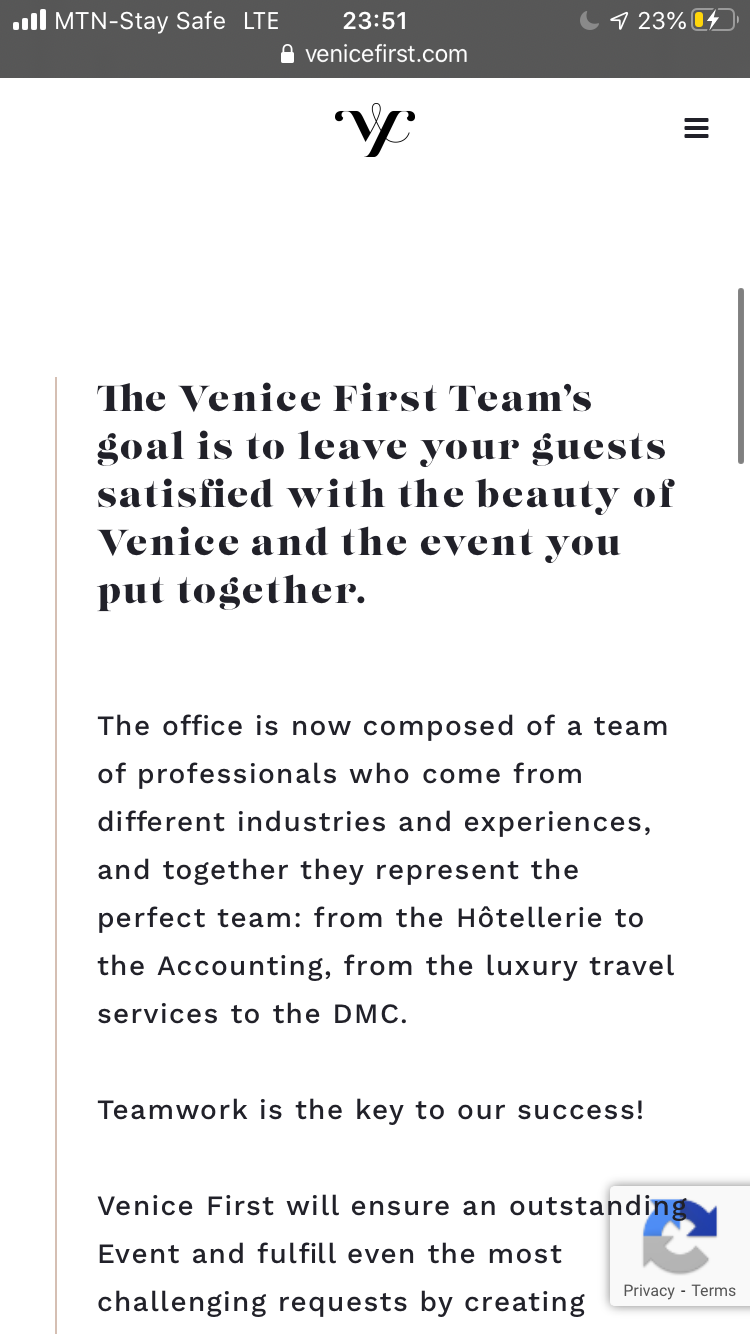 MTN-Stay Safe LTE 23:51 23%
venicefirst.com
The Venice First Team's
goal is to leave your guests
satisfied with the beauty of
Venice and the event you
put together.
The office is now composed of a team
of professionals who come from
different industries and experiences,
and together they represent the
perfect team: from the Hôtellerie to
the Accounting, from the luxury travel
services to the DMC.
Teamwork is the key to our success!
Venice First will ensure an outstanding
Event and fulfill even the most
challenging requests by creating
Privacy - Terms